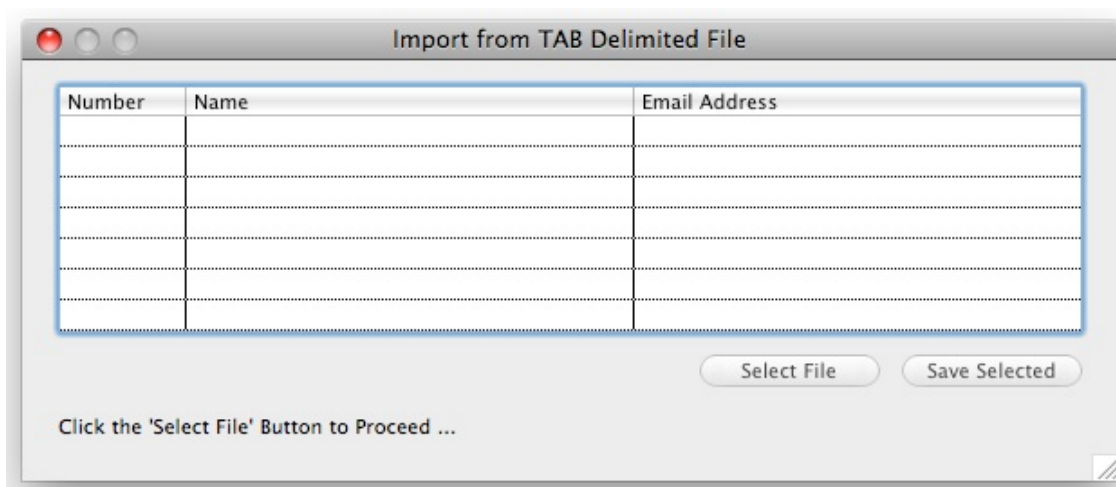 Import from TAB Delimited File
Number Name Email Address
Select File Save Selected
Click the 'Select File' Button to Proceed ...